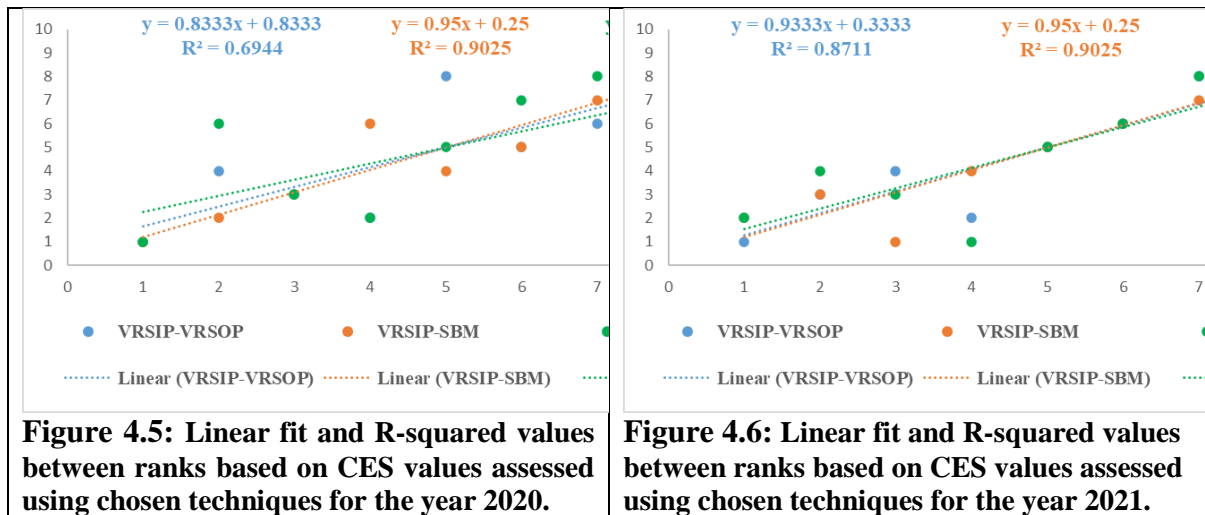 y = 0.8333x + 0.8333
R² = 0.6944
y = 0.95x + 0.25
R² = 0.9025
10
9
8
7
6
5
4
3
2
1
0
0 1 2 3 4 5 6 7
VRSIP-VRSOP
VRSIP-SBM
Linear (VRSIP-VRSOP)
Linear (VRSIP-SBM)
Figure 4.5: Linear fit and R-squared values
between ranks based on CES values assessed
using chosen techniques for the year 2020.
y = 0.9333x + 0.3333
R² = 0.8711
y = 0.95x + 0.25
R² = 0.9025
10
9
8
7
6
5
4
3
2
1
0
0 1 2 3 4 5 6 7
VRSIP-VRSOP
VRSIP-SBM
Linear (VRSIP-VRSOP)
Linear (VRSIP-SBM)
Figure 4.6: Linear fit and R-squared values
between ranks based on CES values assessed
using chosen techniques for the year 2021.